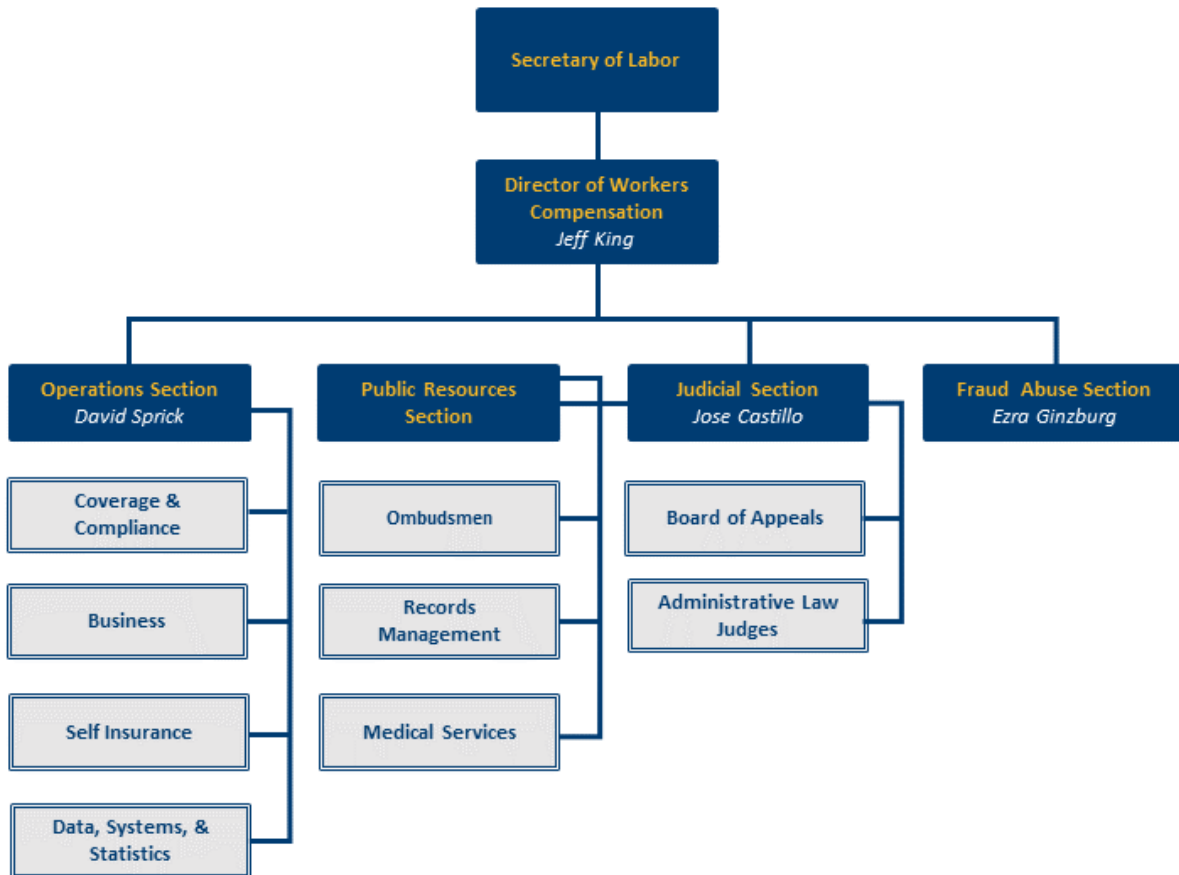 Secretary of Labor
Director of Workers
Compensation
Jeff King
Operations Section
David Sprick
Public Resources
Section
Judicial Section
Jose Castillo
Fraud Abuse Section
Ezra Ginzburg
Coverage &
Compliance
Business
Self Insurance
Data, Systems, &
Statistics
Ombudsmen
Records
Management
Medical Services
Board of Appeals
Administrative Law
Judges